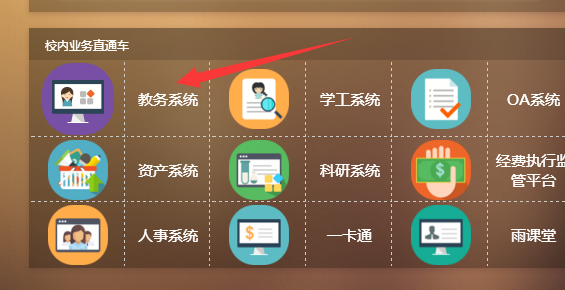 校内业务直通车
教务系统
学工系统
OA系统
资产系统
科研系统
经费执行监
管平台
人事系统
一卡通
雨课堂